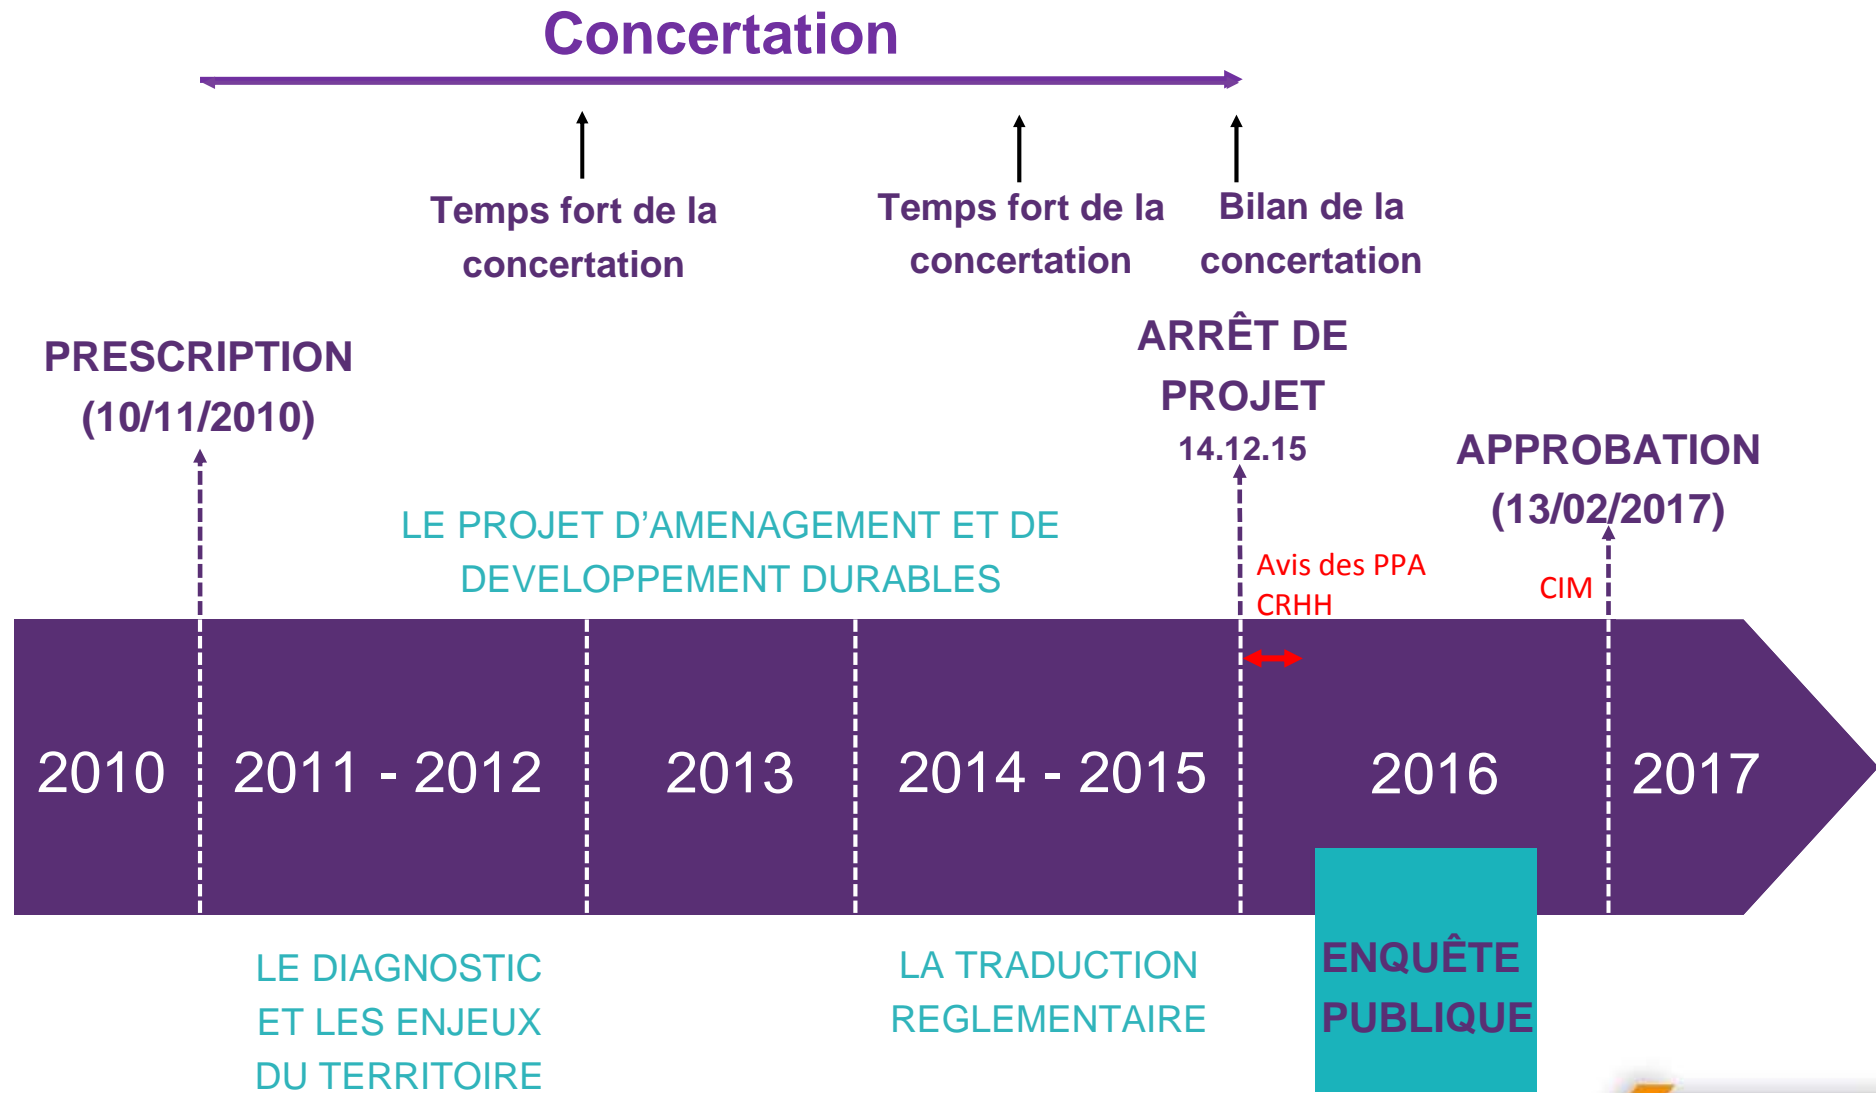 Concertation
Temps fort de la
concertation
Temps fort de la
concertation
Bilan de la
concertation
PRESCRIPTION
(10/11/2010)
ARRÊT DE
PROJET
14.12.15
APPROBATION
(13/02/2017)
LE PROJET D’AMENAGEMENT ET DE
DEVELOPPEMENT DURABLES
Avis des PPA
CRHH
CIM
2010
2011 - 2012
2013
2014 - 2015
2016
2017
LE DIAGNOSTIC
ET LES ENJEUX
DU TERRITOIRE
LA TRADUCTION
REGLEMENTAIRE
ENQUÊTE
PUBLIQUE